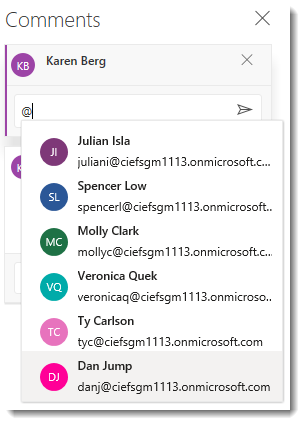 Comments
KB Karen Berg
@
JI Julian Isla
juliani@ciefsgm1113.onmicrosoft.c...
SL Spencer Low
spencerl@ciefsgm1113.onmicrosoft....
MC Molly Clark
mollyc@ciefsgm1113.onmicrosoft.c...
VQ Veronica Quek
veronicaq@ciefsgm1113.onmicroso...
TC Ty Carlson
tyc@ciefsgm1113.onmicrosoft.com
DJ Dan Jump
danj@ciefsgm1113.onmicrosoft.com